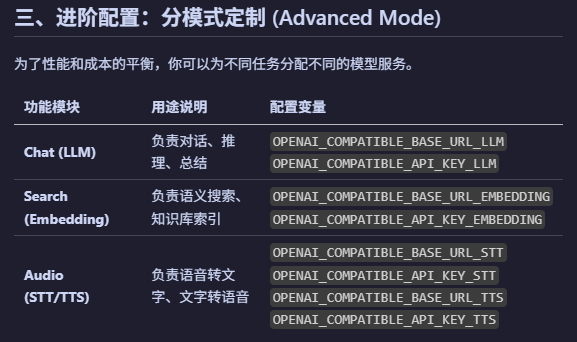 三、进阶配置：分模式定制 (Advanced Mode)
为了性能和成本的平衡，你可以为不同任务分配不同的模型服务。
功能模块 用途说明 配置变量
Chat (LLM) 负责对话、推理、总结 OPENAI_COMPATIBLE_BASE_URL_LLM
OPENAI_COMPATIBLE_API_KEY_LLM
Search (Embedding) 负责语义搜索、知识库索引 OPENAI_COMPATIBLE_BASE_URL_EMBEDDING
OPENAI_COMPATIBLE_API_KEY_EMBEDDING
Audio (STT/TTS) 负责语音转文字、文字转语音 OPENAI_COMPATIBLE_BASE_URL_STT
OPENAI_COMPATIBLE_API_KEY_STT
OPENAI_COMPATIBLE_BASE_URL_TTS
OPENAI_COMPATIBLE_API_KEY_TTS